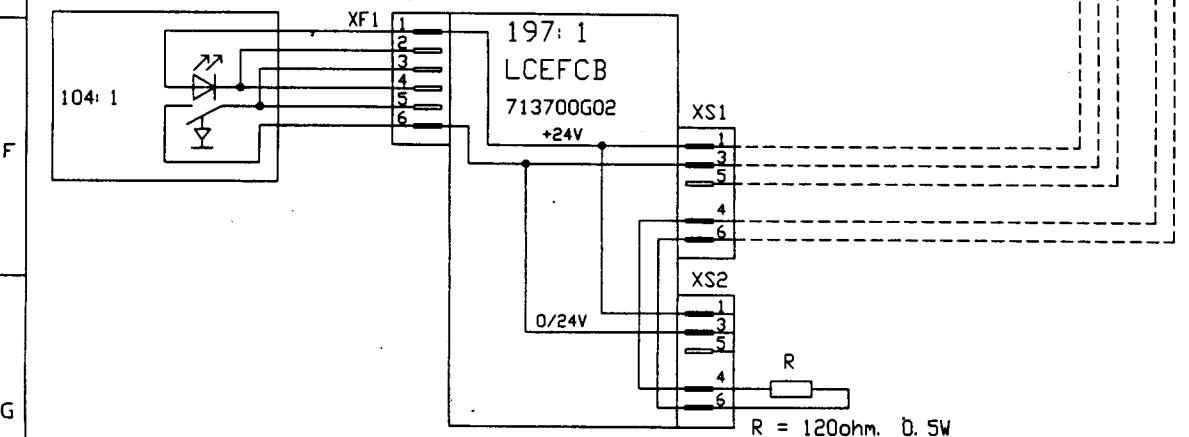 XF1
1
2
3
4
5
6
104: 1
197: 1
LCEFCB
713700G02
+24V
XS1
1
3
5
4
6
F
XS2
1
3
5
4
6
0/24V
R
G
R = 120ohm. 0. 5W